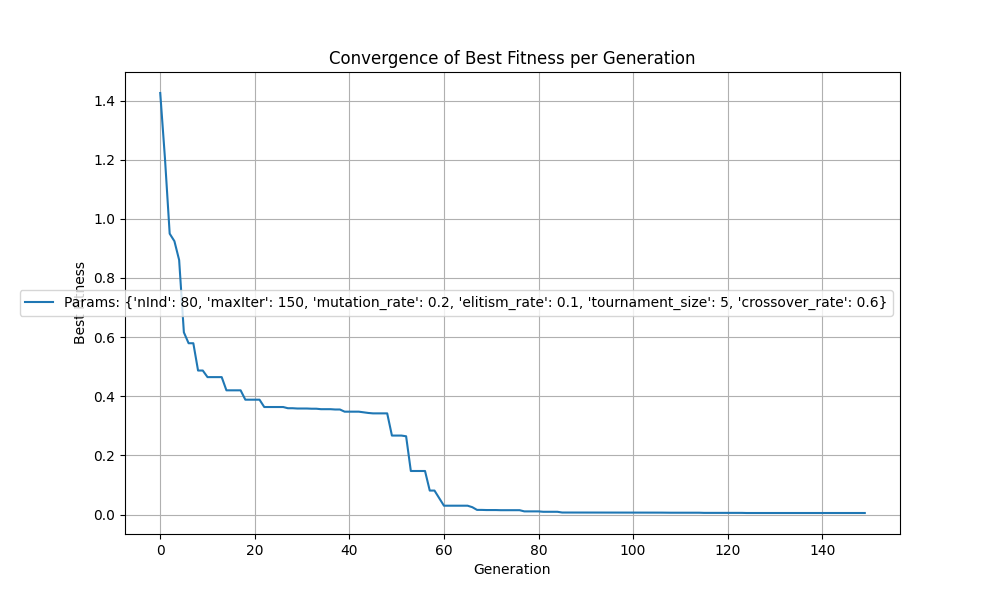 Convergence of Best Fitness per Generation
1.4
1.2
1.0
0.8
0.6
0.4
0.2
0.0
Best
Params: {'nInd': 80, 'maxIter': 150, 'mutation_rate': 0.2, 'elitism_rate': 0.1, 'tournament_size': 5, 'crossover_rate': 0.6}
0 20 40 60 80 100 120 140
Generation